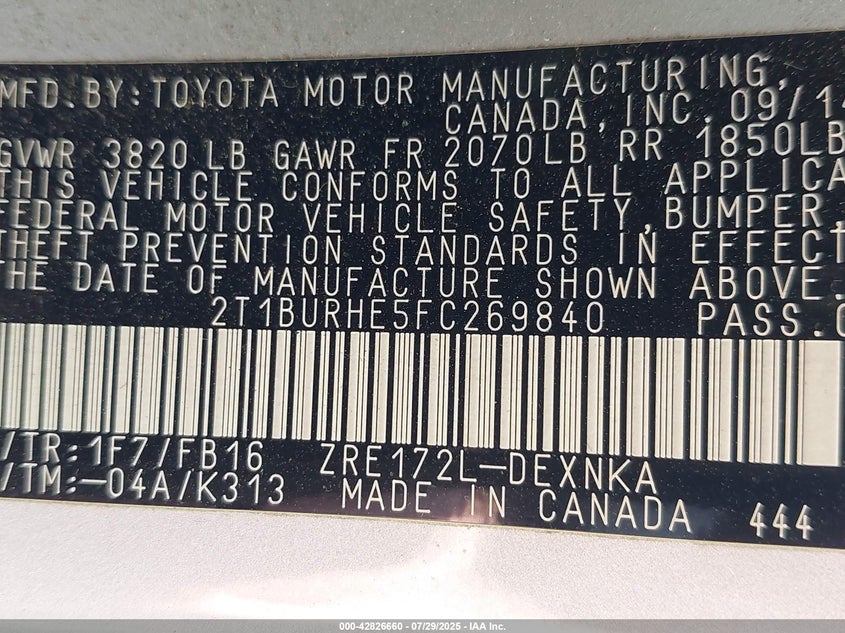 MFD.BY:TOYOTA MOTOR MANUFACTURING,
CANADA, INC. 09/14
GVWR 3820 LB GAWR FR 2070LB RR 1850LB
THIS VEHICLE CONFORMS TO ALL APPLICA
FEDERAL MOTOR VEHICLE SAFETY, BUMPER,
THEFT PREVENTION STANDARDS IN EFFECT
THE DATE OF MANUFACTURE SHOWN ABOVE.
2T1BURHE5FC269840 PASS.C
/TR:1F7/FB16 ZRE172L-DEXNKA
/TM:-04A/K313 MADE IN CANADA 444
000-42826660 / 07/29/2025 - IAA Inc.